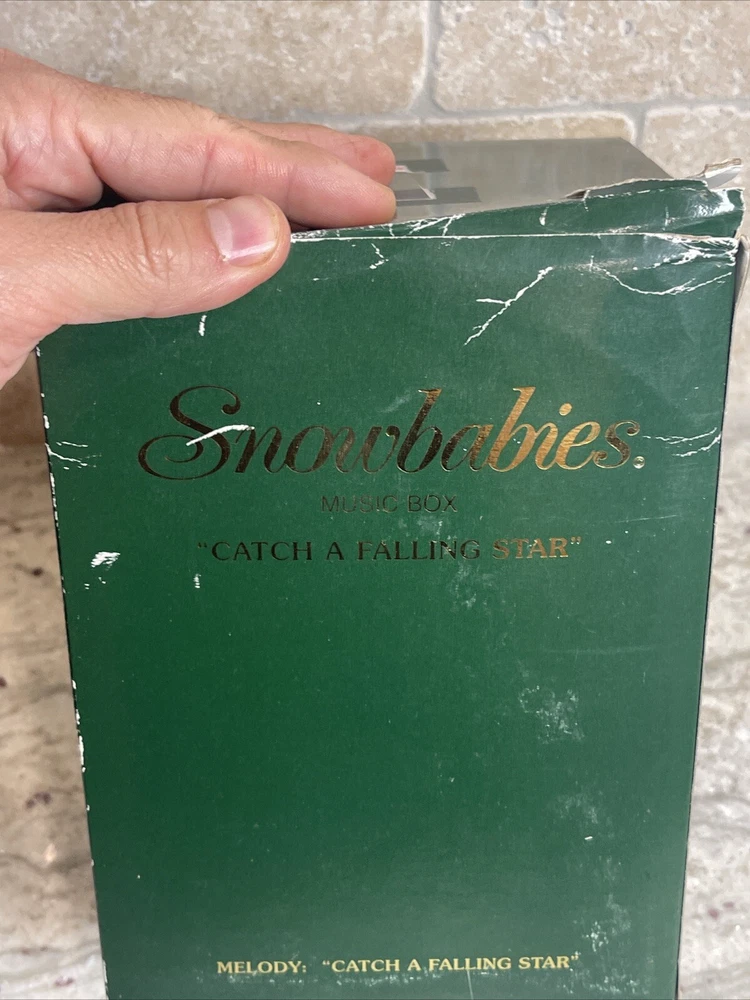 Snowbabies.
MUSIC BOX
"CATCH A FALLING STAR"
MELODY: "CATCH A FALLING STAR"